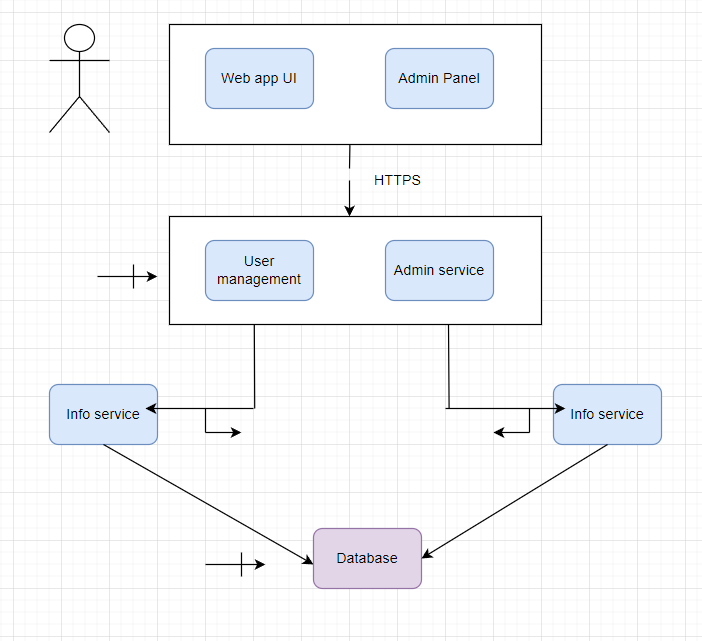 Web app UI
Admin Panel
HTTPS
User
management
Admin service
Info service
Info service
Database